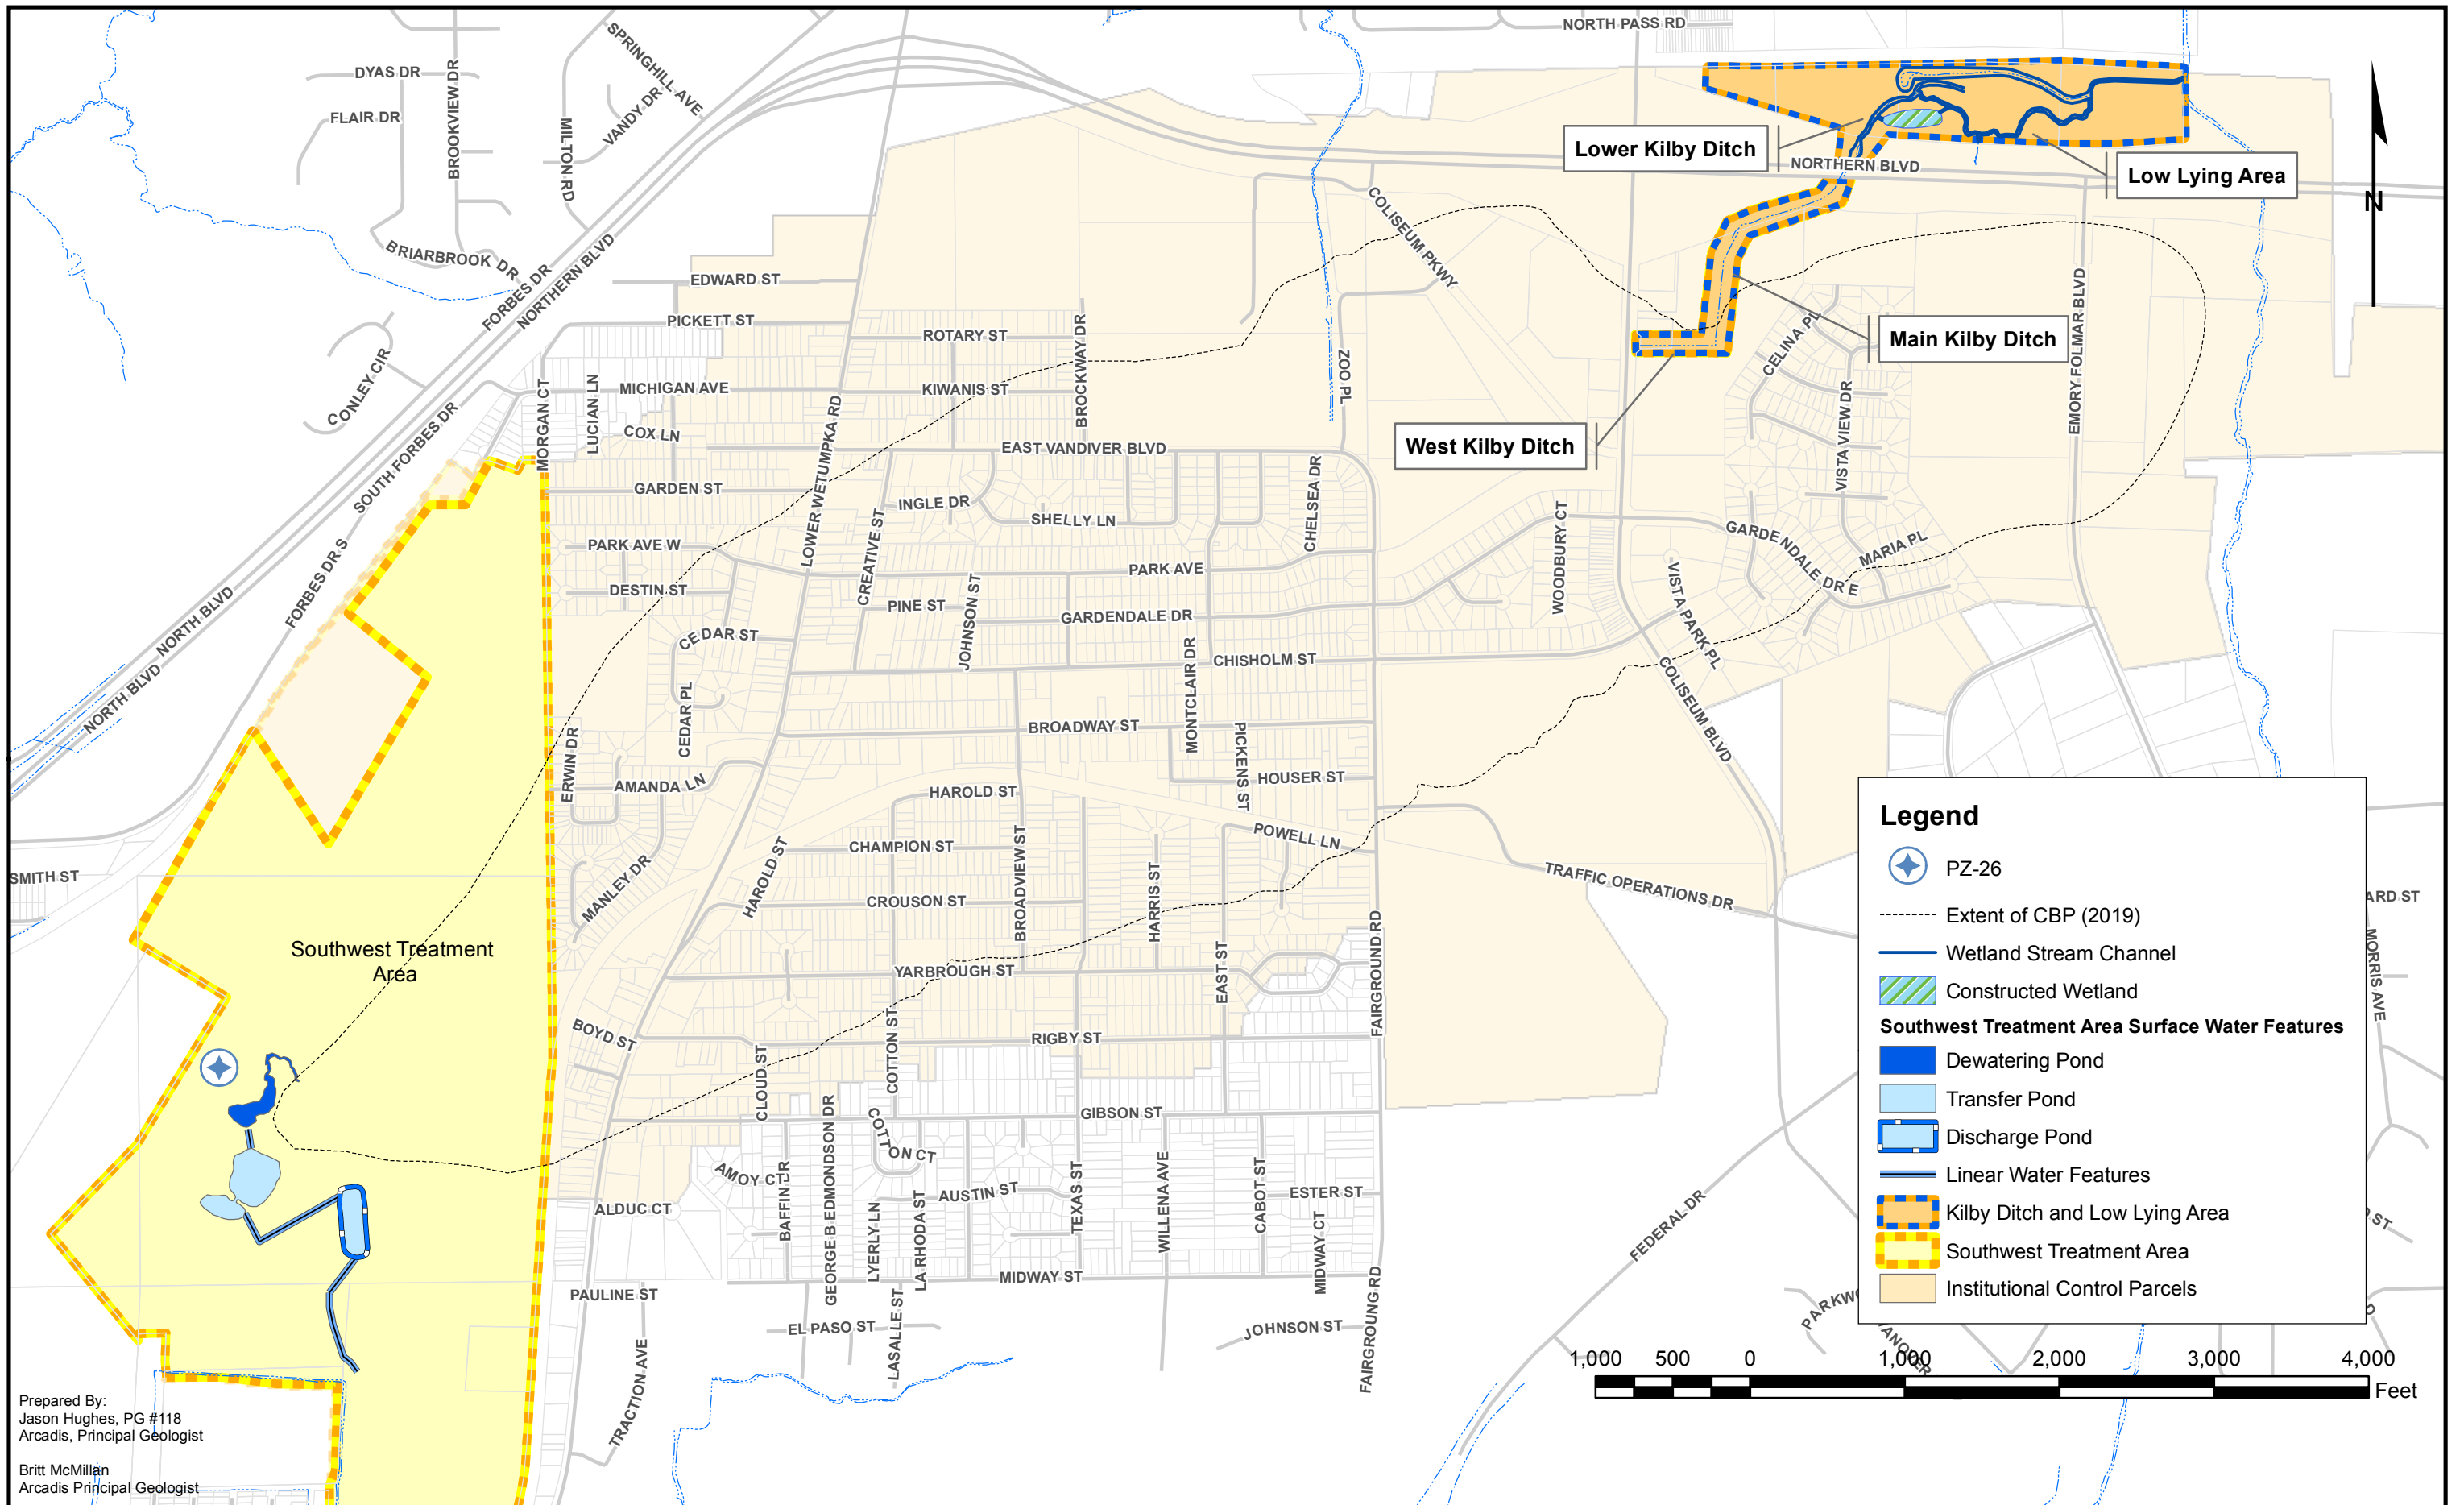 NORTH PASS RD
SPRINGHILL AVE
DYAS DR
BROOKVIEW DR
FLAIR DR
VANDY DR
MILTON RD
Lower Kilby Ditch
NORTHERN BLVD
Low Lying Area
N
BRIARBROOK DR
FORBES DR
NORTHERN BLVD
COLISEUM PKWY
EDWARD ST
PICKETT ST
ROTARY ST
BROCKWAY DR
ZOO PL
CELINA PL
Main Kilby Ditch
EMORY FOLMAR BLVD
CONLEY CIR
MORGAN CT
LUCIAN LN
MICHIGAN AVE
KIWANIS ST
COX LN
LOWER WETUMPKA RD
EAST VANDIVER BLVD
West Kilby Ditch
VISTA VIEW DR
SOUTH FORBES DR
GARDEN ST
INGLE DR
SHELLY LN
CHELSEA DR
CREATIVE ST
WOODBURY CT
GARDENDALE DR E
MARIA PL
PARK AVE W
PARK AVE
DESTIN ST
PINE ST
JOHNSON ST
GARDENDALE DR
VISTA PARK PL
FORBES DR S
NORTH BLVD
NORTH BLVD
CEDAR ST
CHISHOLM ST
MONTCLAIR DR
COLISEUM BLVD
CEDAR PL
BROADWAY ST
PICKENS ST
ERWIN DR
AMANDA LN
HAROLD ST
HOUSER ST
POWELL LN
HAROLD ST
CHAMPION ST
BROADVIEW ST
HARRIS ST
MANLEY DR
CROUSON ST
TRAFFIC OPERATIONS DR
SMITH ST
Southwest Treatment
Area
YARBROUGH ST
EAST ST
FAIRGROUND RD
BOYD ST
RIGBY ST
CLOUD ST
COTTON ST
GIBSON ST
GEORGE B EDMONDSON DR
COTTON CT
AMOY CT
BAFFIN DR
AUSTIN ST
TEXAS ST
WILLENA AVE
CABOT ST
ESTER ST
ALDUC CT
LYERLY LN
LA RHODA ST
MIDWAY CT
MIDWAY ST
PAULINE ST
EL PASO ST
LASALLE ST
JOHNSON ST
FAIRGROUNG RD
TRACTION AVE
FEDERAL DR
ARD ST
MORRIS AVE
ST
PARKW
VANOVER
D
Legend
PZ-26
Extent of CBP (2019)
Wetland Stream Channel
Constructed Wetland
Southwest Treatment Area Surface Water Features
Dewatering Pond
Transfer Pond
Discharge Pond
Linear Water Features
Kilby Ditch and Low Lying Area
Southwest Treatment Area
Institutional Control Parcels
1,000 500 0 1,000 2,000 3,000 4,000
Feet
Prepared By:
Jason Hughes, PG #118
Arcadis, Principal Geologist
Britt McMillan
Arcadis Principal Geologist